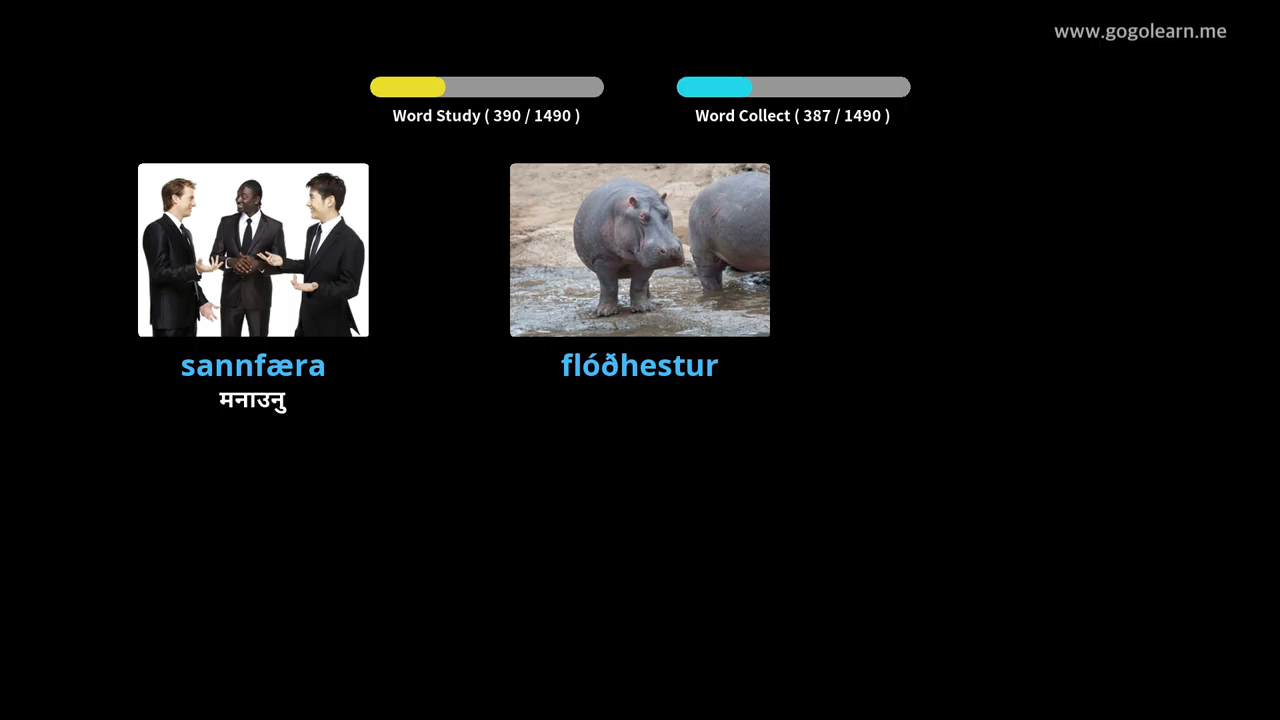 www.gogolearn.me
Word Study ( 390 / 1490 )
Word Collect ( 387 / 1490 )
sannfæra
मनाउनु
flóðhestur